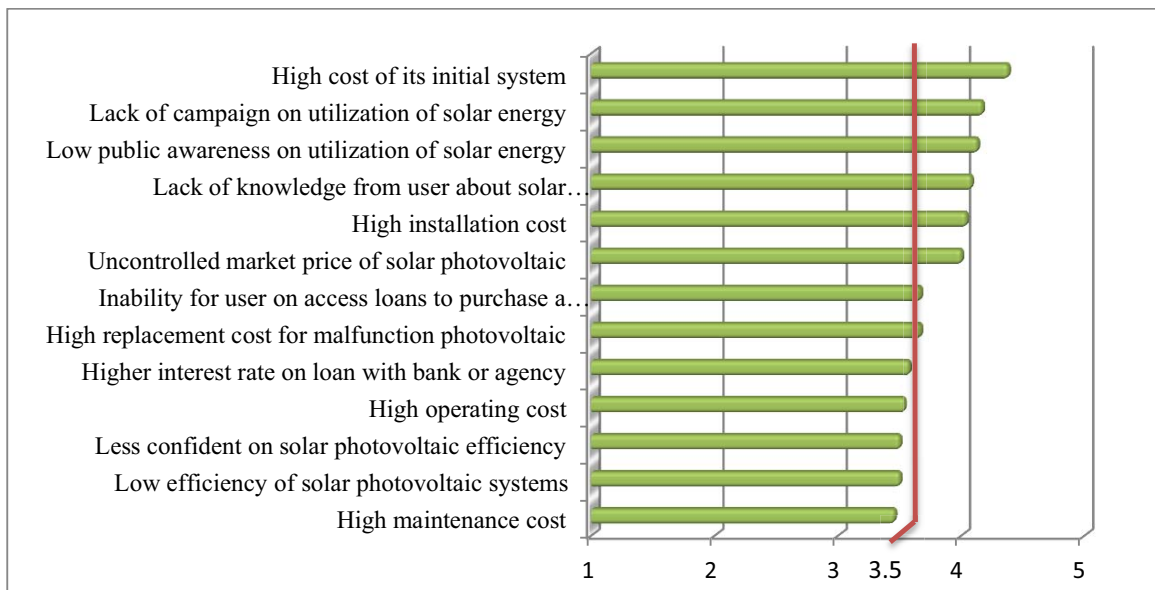 High cost of its initial system
Lack of campaign on utilization of solar energy
Low public awareness on utilization of solar energy
Lack of knowledge from user about solar…
High installation cost
Uncontrolled market price of solar photovoltaic
Inability for user on access loans to purchase a…
High replacement cost for malfunction photovoltaic
Higher interest rate on loan with bank or agency
High operating cost
Less confident on solar photovoltaic efficiency
Low efficiency of solar photovoltaic systems
High maintenance cost
1 2 3 3.5 4 5